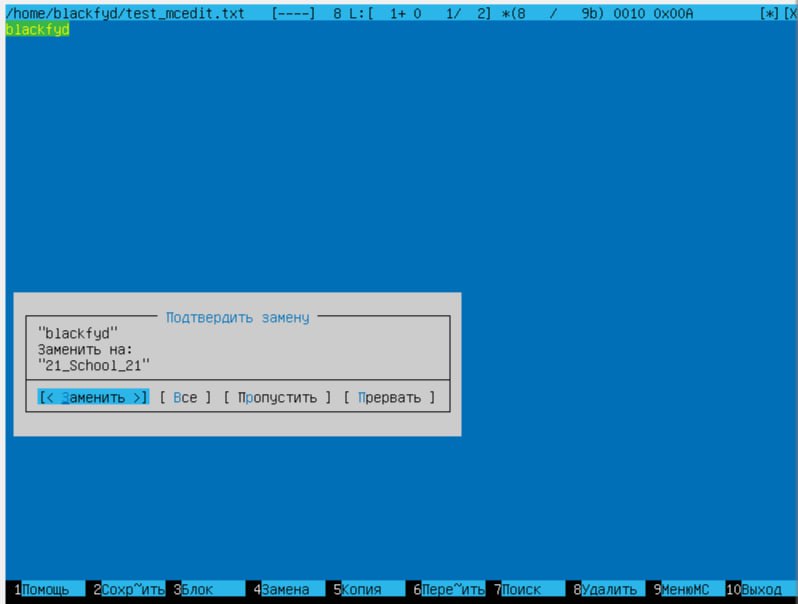 /home/blackfyd/test_mcedit.txt [----] 8 L:[ 1+ 0 1/ 2] *(8 / 9b) 0010 0x00A [*][X
blackfyd
Подтвердить замену
"blackfyd"
Заменить на:
"21_School_21"
[< Заменить >] [ Все ] [ Пропустить ] [ Прервать ]
1Помощь 2Сохр~ить 3Блок 4Замена 5Копия 6Пере~ить 7Поиск 8Удалить 9МенюMC 10Выход